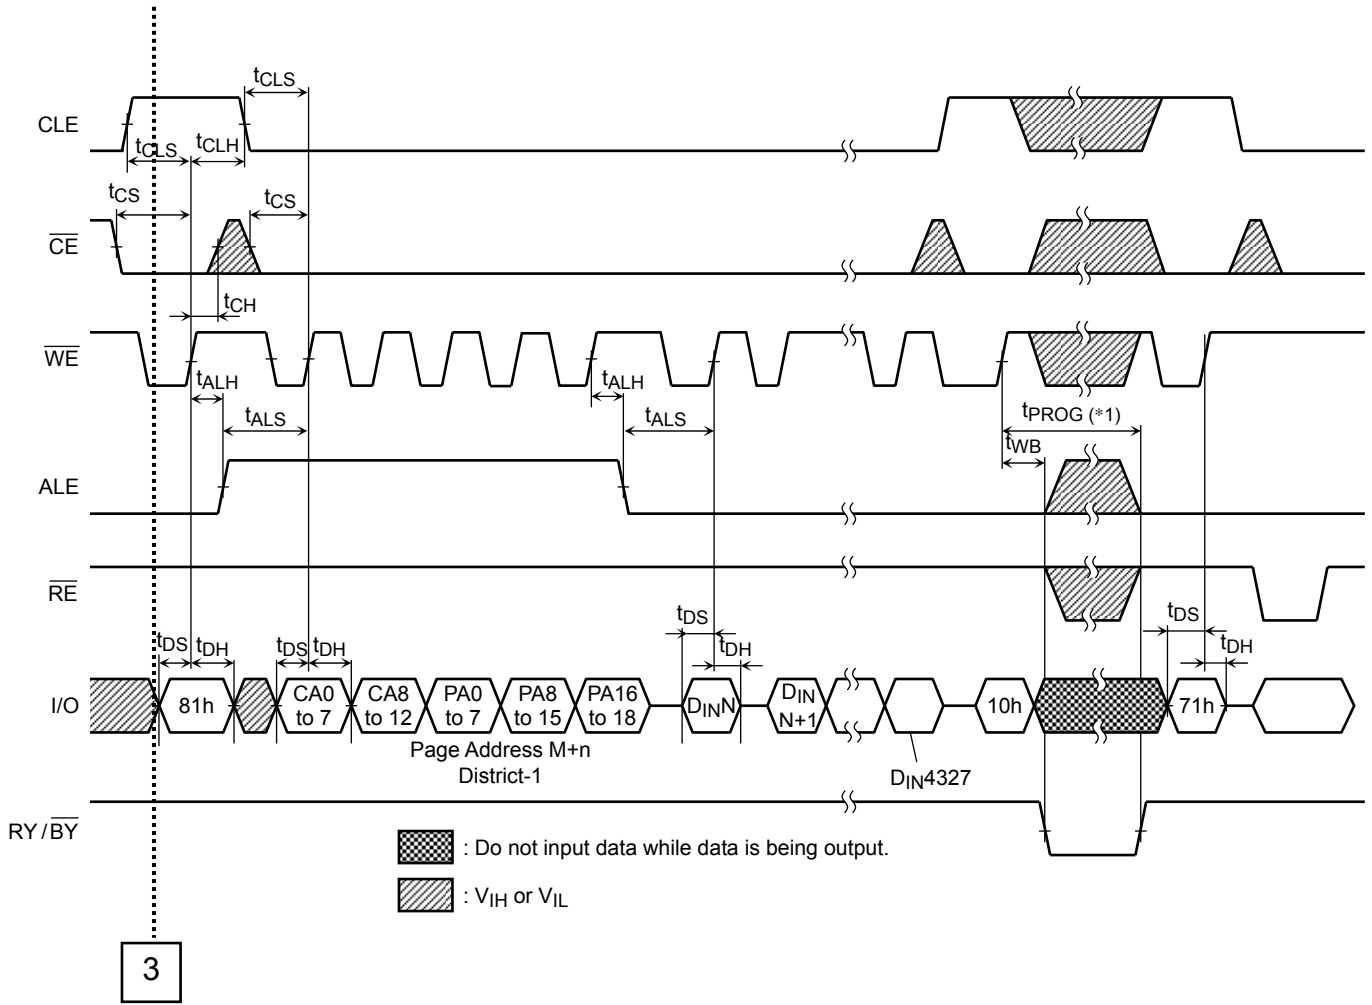 tCLS
CLE
tCLS
tCLH
tCS
tCS
CE
tCH
WE
tALH
tALH
tALS
tALS
tPROG (*1)
tWB
ALE
RE
tDS
tDH
tDS
tDH
tDS
tDH
tDS
tDH
I/O
81h
CA0 to 7
CA8 to 12
PA0 to 7
PA8 to 15
PA16 to 18
DINN
DIN N+1
10h
71h
Page Address M+n
District-1
DIN4327
RY/BY
: Do not input data while data is being output.
: VIH or VIL
3